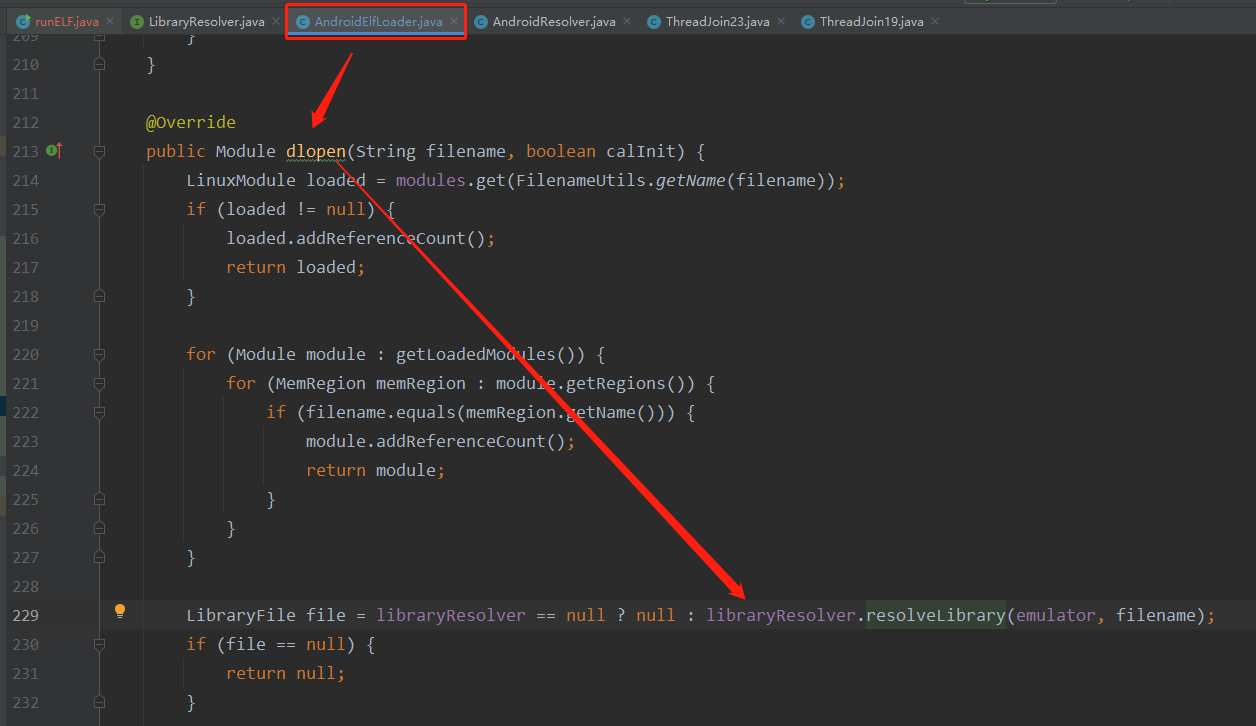 runELF.java LibraryResolver.java AndroidElfLoader.java AndroidResolver.java ThreadJoin23.java ThreadJoin19.java
209 }
210 }
211
212 @Override
213 public Module dlopen(String filename, boolean calInit) {
214 LinuxModule loaded = modules.get(FilenameUtils.getName(filename));
215 if (loaded != null) {
216 loaded.addReferenceCount();
217 return loaded;
218 }
219
220 for (Module module : getLoadedModules()) {
221 for (MemRegion memRegion : module.getRegions()) {
222 if (filename.equals(memRegion.getName())) {
223 module.addReferenceCount();
224 return module;
225 }
226 }
227 }
228
229 LibraryFile file = libraryResolver == null ? null : libraryResolver.resolveLibrary(emulator, filename);
230 if (file == null) {
231 return null;
232 }